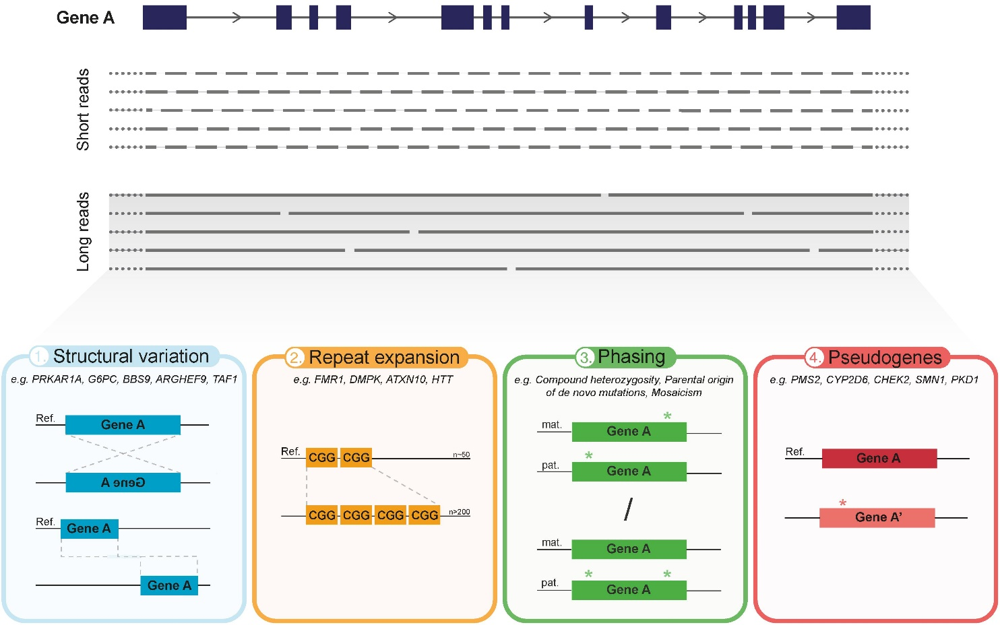 Gene A
Short reads
Long reads
1. Structural variation
e.g. PRKAR1A, G6PC, BBS9, ARGHEF9, TAF1
Ref.
Gene A
Gene A
Ref.
Gene A
Gene A
2. Repeat expansion
e.g. FMR1, DMPK, ATXN10, HTT
Ref.
CGG CGG
n~50
CGG CGG CGG CGG
n>200
3. Phasing
e.g. Compound heterozygosity, Parental origin
of de novo mutations, Mosaicism
*
mat.
Gene A
*
pat.
Gene A
/
mat.
Gene A
* *
pat.
Gene A
4. Pseudogenes
e.g. PMS2, CYP2D6, CHEK2, SMN1, PKD1
Ref.
Gene A
*
Gene A’